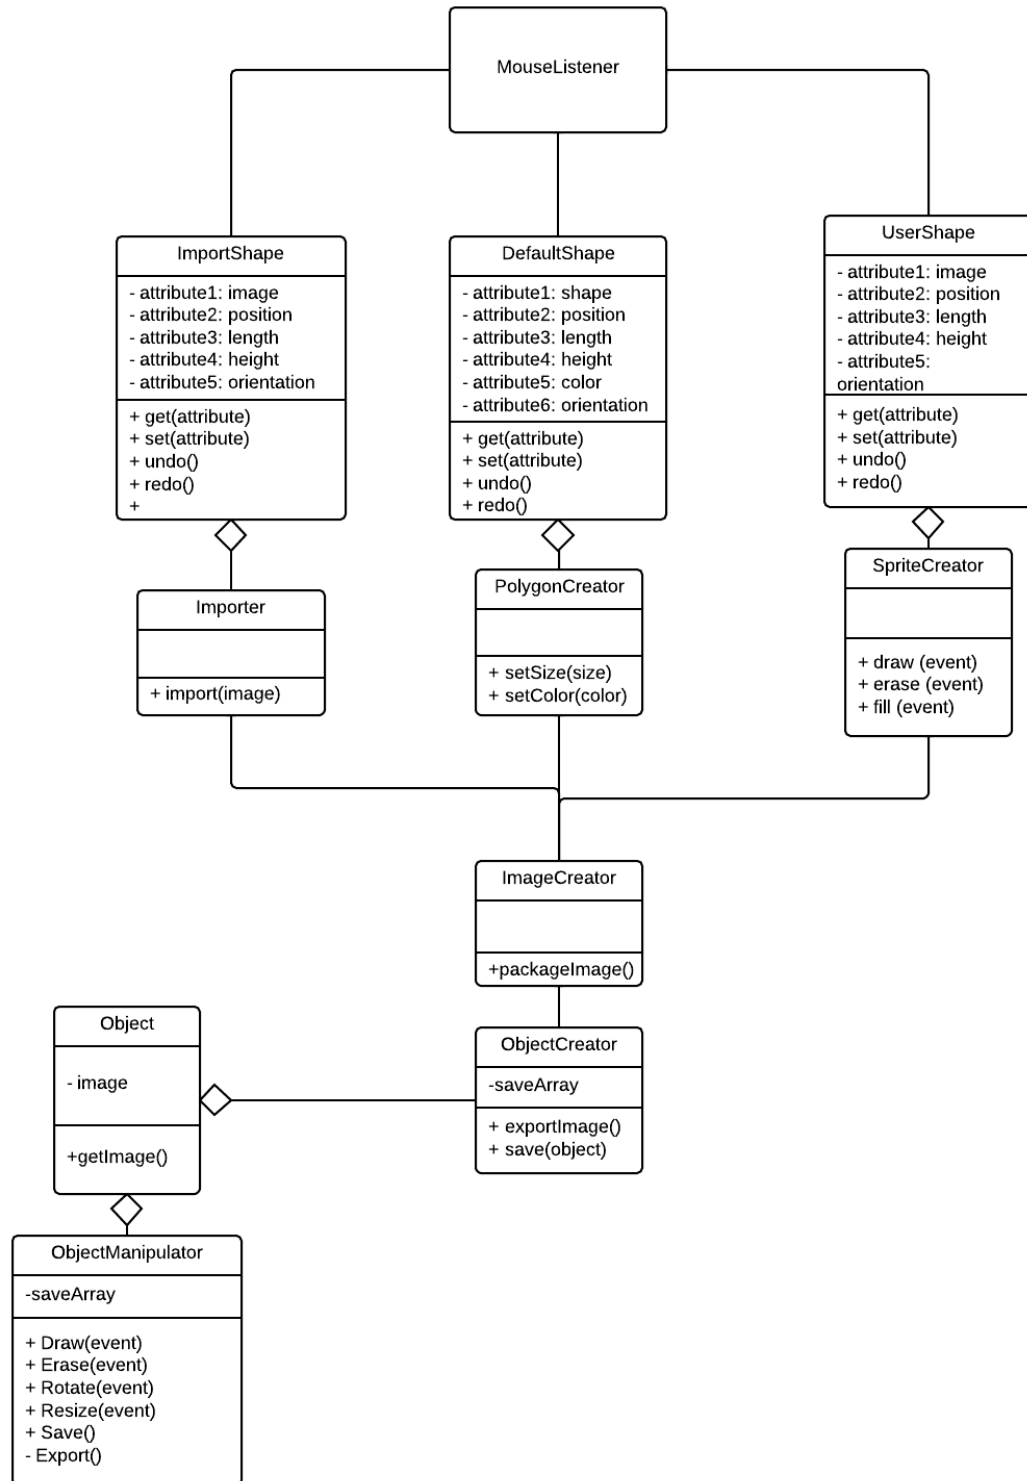 MouseListener
ImportShape
- attribute1: image
- attribute2: position
- attribute3: length
- attribute4: height
- attribute5: orientation
+ get(attribute)
+ set(attribute)
+ undo()
+ redo()
+
DefaultShape
- attribute1: shape
- attribute2: position
- attribute3: length
- attribute4: height
- attribute5: color
- attribute6: orientation
+ get(attribute)
+ set(attribute)
+ undo()
+ redo()
UserShape
- attribute1: image
- attribute2: position
- attribute3: length
- attribute4: height
- attribute5:
orientation
+ get(attribute)
+ set(attribute)
+ undo()
+ redo()
Importer
+ import(image)
PolygonCreator
+ setSize(size)
+ setColor(color)
SpriteCreator
+ draw (event)
+ erase (event)
+ fill (event)
ImageCreator
+packageImage()
Object
- image
+getImage()
ObjectCreator
-saveArray
+ exportImage()
+ save(object)
ObjectManipulator
-saveArray
+ Draw(event)
+ Erase(event)
+ Rotate(event)
+ Resize(event)
+ Save()
- Export()